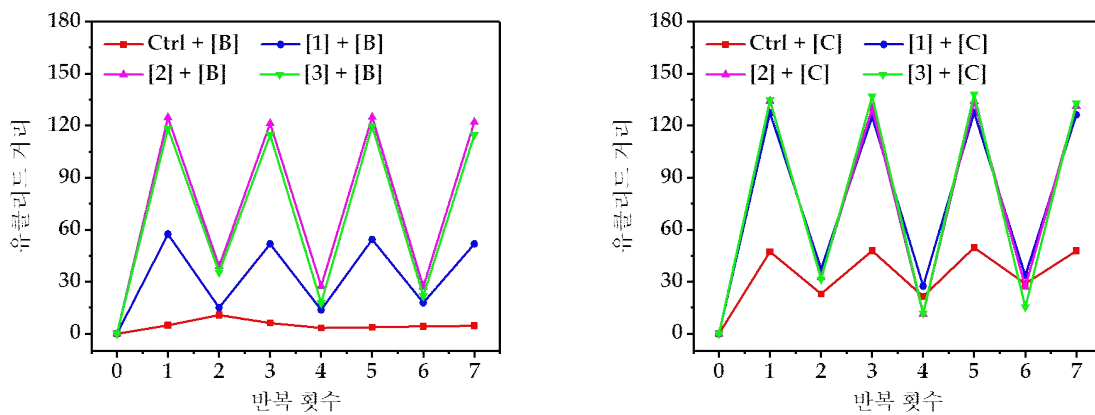 180
150
120
90
60
30
0
유클리드 거리
Ctrl + [B]
[1] + [B]
[2] + [B]
[3] + [B]
0 1 2 3 4 5 6 7
반복 횟수
180
150
120
90
60
30
0
유클리드 거리
Ctrl + [C]
[1] + [C]
[2] + [C]
[3] + [C]
0 1 2 3 4 5 6 7
반복 횟수